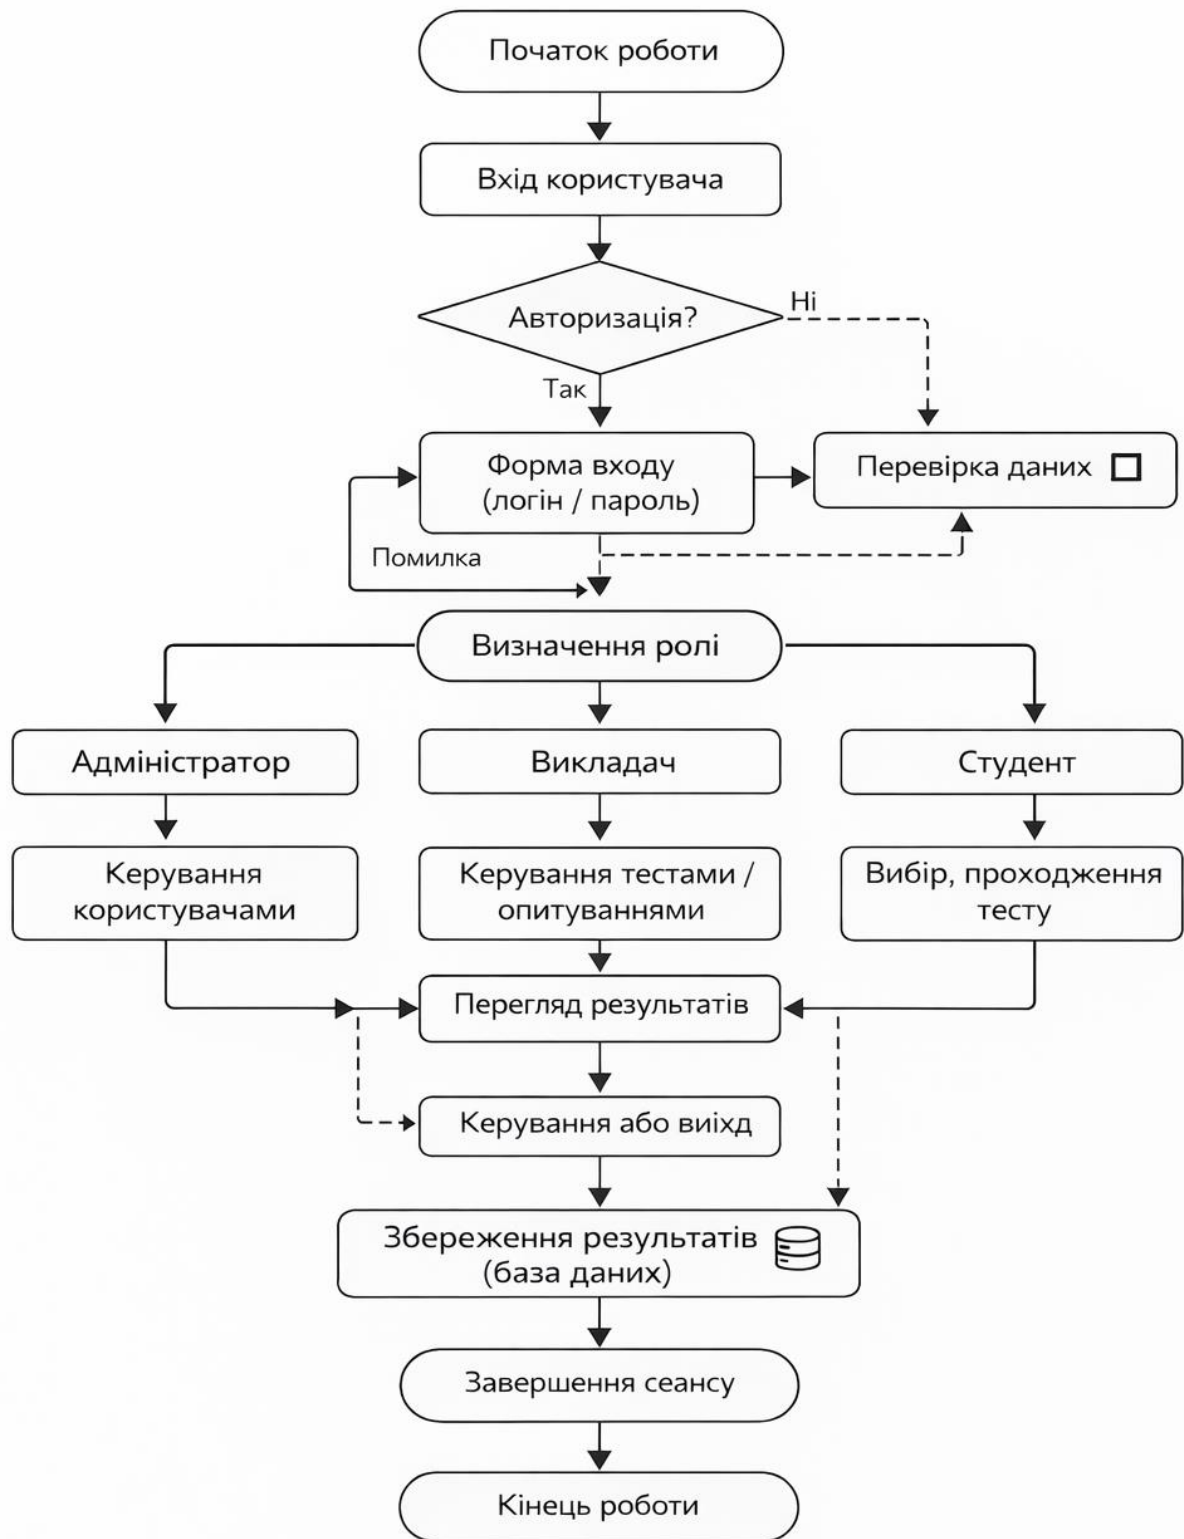 Початок роботи
Вхід користувача
Авторизація?
Ні
Так
Форма входу
(логін / пароль)
Перевірка даних
Помилка
Визначення ролі
Адміністратор
Викладач
Студент
Керування
користувачами
Керування тестами /
опитуваннями
Вибір, проходження
тесту
Перегляд результатів
Керування або виіхд
Збереження результатів
(база даних)
Завершення сеансу
Кінець роботи